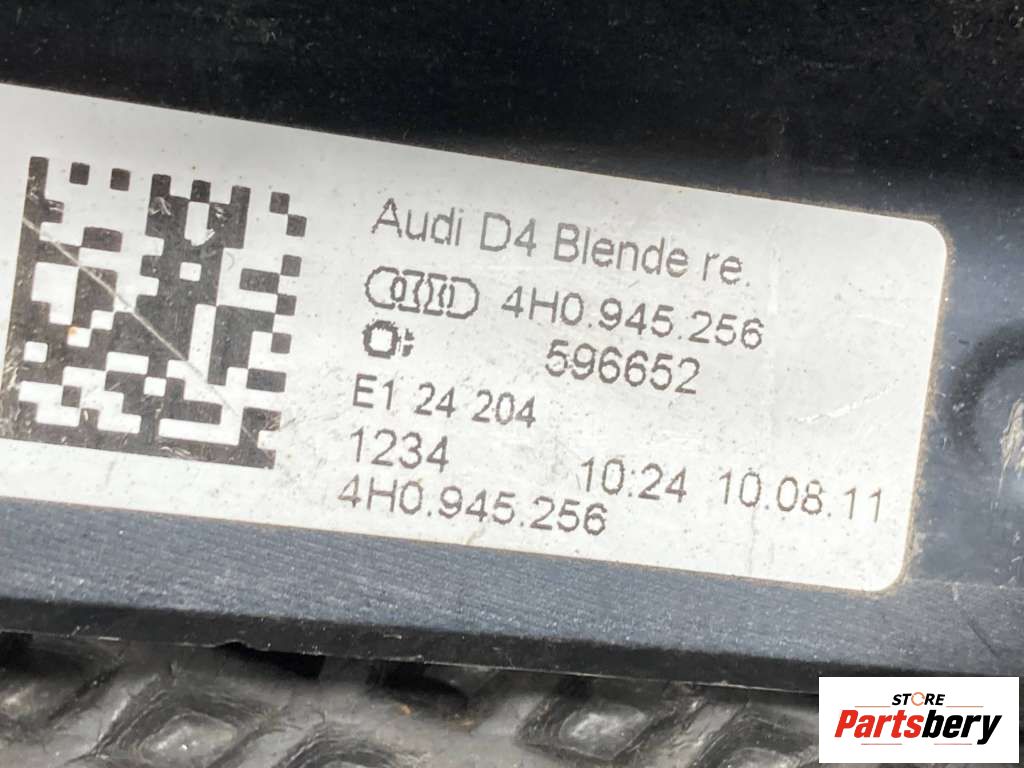 Audi D4 Blende re.
4H0.945.256
596652
E1 24 204
1234 10:24 10.08.11
4H0.945.256
STORE
Partsbery